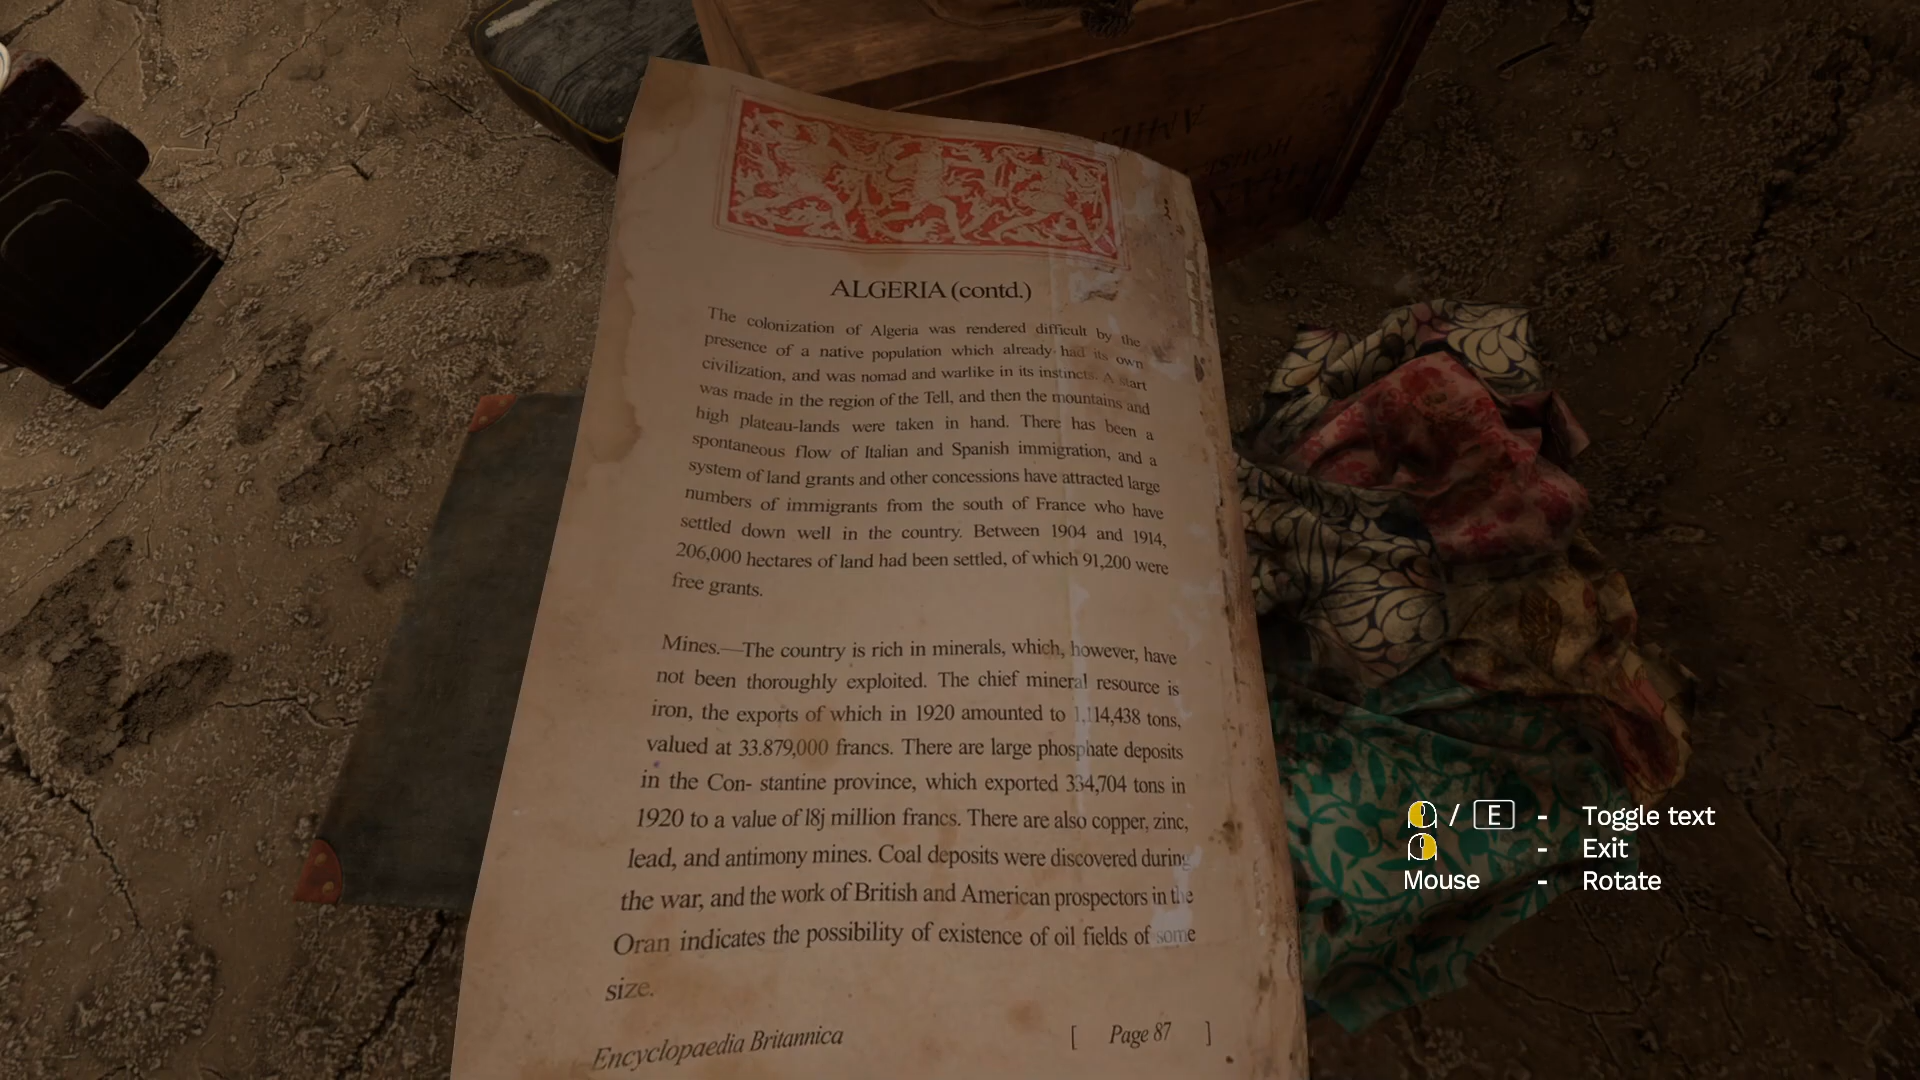 ALGERIA (contd.)
The colonization of Algeria was rendered difficult by the
presence of a native population which already had its own
civilization, and was nomad and warlike in its instincts. A start
was made in the region of the Tell, and then the mountains and
high plateau-lands were taken in hand. There has been a
spontaneous flow of Italian and Spanish immigration, and a
system of land grants and other concessions have attracted large
numbers of immigrants from the south of France who have
settled down well in the country. Between 1904 and 1914,
206,000 hectares of land had been settled, of which 91,200 were
free grants.
Mines.—The country is rich in minerals, which, however, have
not been thoroughly exploited. The chief mineral resource is
iron, the exports of which in 1920 amounted to 1,114,438 tons,
valued at 33.879,000 francs. There are large phosphate deposits
in the Con- stantine province, which exported 334,704 tons in
1920 to a value of 18j million francs. There are also copper, zinc,
lead, and antimony mines. Coal deposits were discovered during
the war, and the work of British and American prospectors in the
Oran indicates the possibility of existence of oil fields of some
size.
Encyclopaedia Britannica [ Page 87 ]
/ E - Toggle text
- Exit
Mouse - Rotate